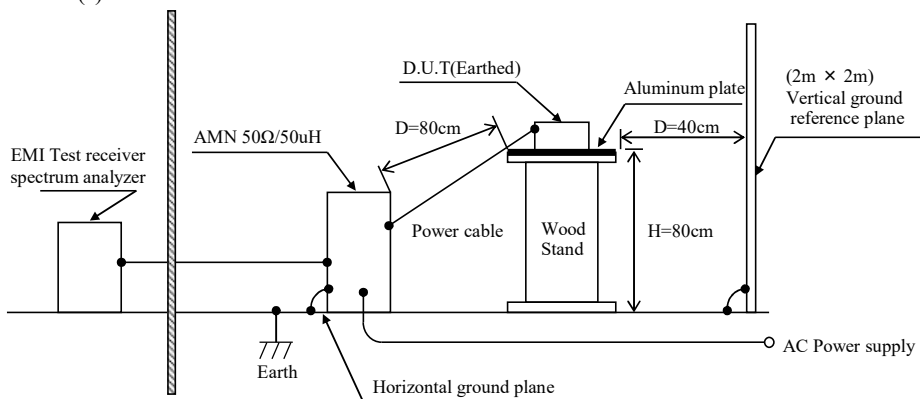 D.U.T(Earthed)
Aluminum plate
(2m × 2m)
Vertical ground
reference plane
D=80cm
D=40cm
AMN 50Ω/50uH
EMI Test receiver
spectrum analyzer
Power cable
Wood
Stand
H=80cm
AC Power supply
Earth
Horizontal ground plane